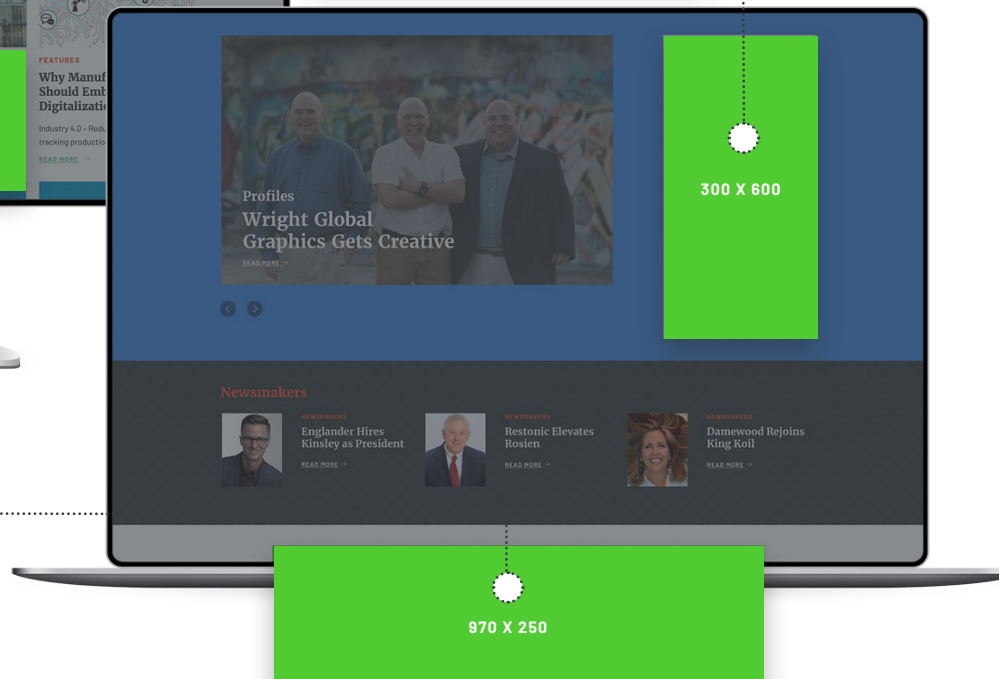 FEATURES
Why Manuf
Should Emb
Digitalizatio
Industry 4.0 – Redu
tracking productio
READ MORE →
Profiles
Wright Global
Graphics Gets Creative
READ MORE →
300 X 600
Newsmakers
NEWSMAKERS
Englander Hires
Kinsley as President
READ MORE →
NEWSMAKERS
Restonic Elevates
Rosien
READ MORE →
NEWSMAKERS
Damewood Rejoins
King Koil
READ MORE →
970 X 250